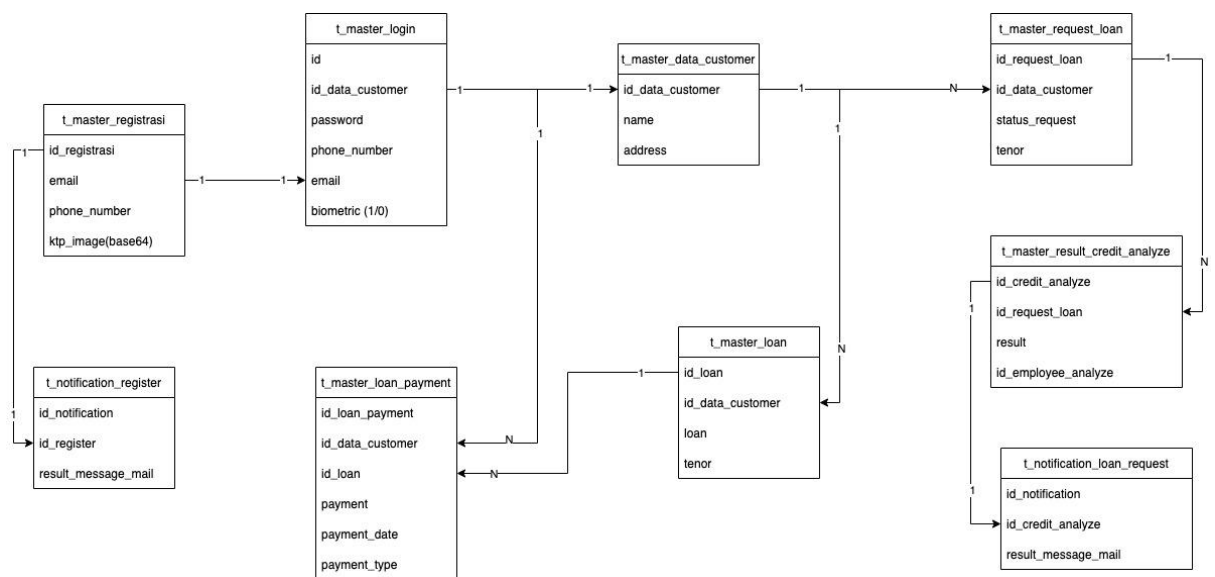 t_master_login
id
id_data_customer
password
phone_number
email
biometric (1/0)
t_master_data_customer
id_data_customer
name
address
t_master_request_loan
id_request_loan
id_data_customer
status_request
tenor
t_master_registrasi
id_registrasi
email
phone_number
ktp_image(base64)
t_master_result_credit_analyze
id_credit_analyze
id_request_loan
result
id_employee_analyze
t_master_loan
id_loan
id_data_customer
loan
tenor
t_notification_register
id_notification
id_register
result_message_mail
t_master_loan_payment
id_loan_payment
id_data_customer
id_loan
payment
payment_date
payment_type
t_notification_loan_request
id_notification
id_credit_analyze
result_message_mail
1
1
1
1
1
1
1
N
1
N
1
N
1
N
1
N
1
1